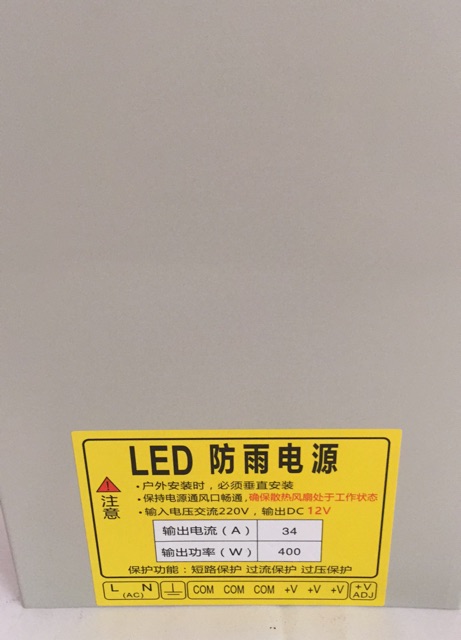 LED 防雨电源
注意
·户外安装时，必须垂直安装
·保持电源通风口畅通，确保散热风扇处于工作状态
·输入电压交流220V，输出DC 12V
输出电流（A） 34
输出功率（W） 400
保护功能：短路保护 过流保护 过压保护
L (AC) N COM COM COM +V +V +V +V ADJ